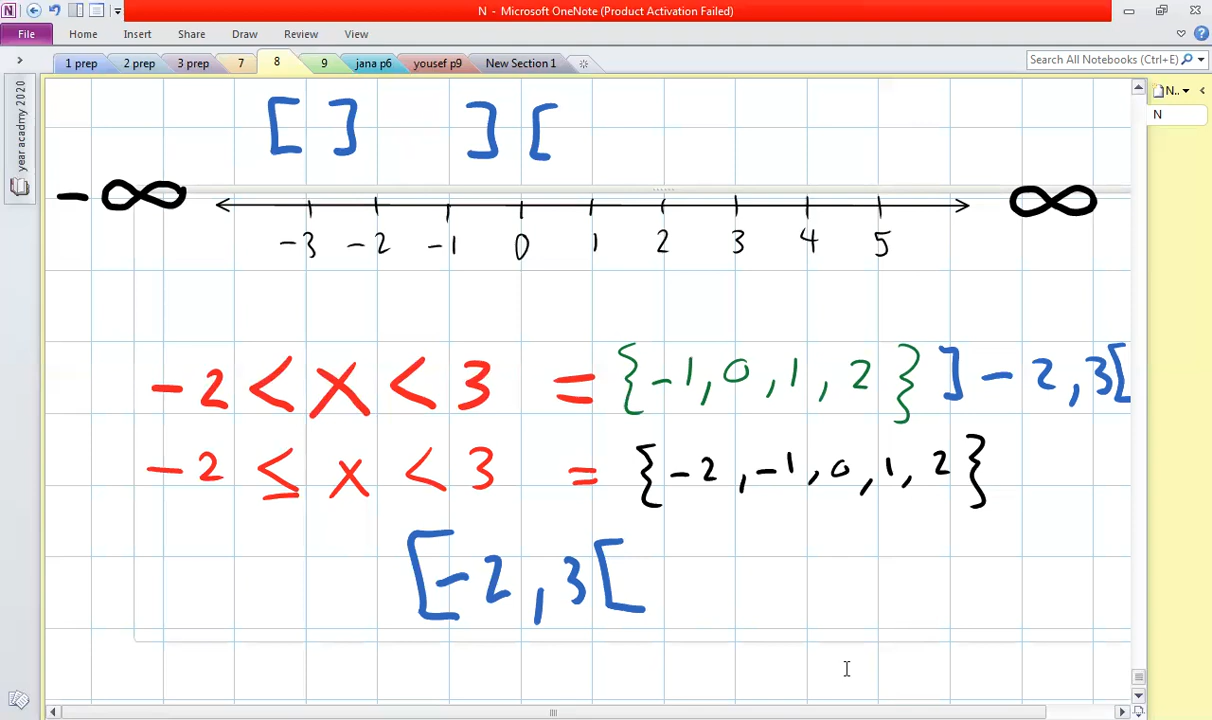 N - Microsoft OneNote (Product Activation Failed)
File Home Insert Share Draw Review View
1 prep 2 prep 3 prep 7 8 9 jana p6 yousef p9 New Section 1
Search All Notebooks (Ctrl+E)
N..
N
year acadmy 2020
[ ] ] [
-∞ ∞
-3 -2 -1 0 1 2 3 4 5
-2 < x < 3 = {-1, 0, 1, 2} ]-2, 3[
-2 ≤ x < 3 = {-2, -1, 0, 1, 2}
[-2, 3[